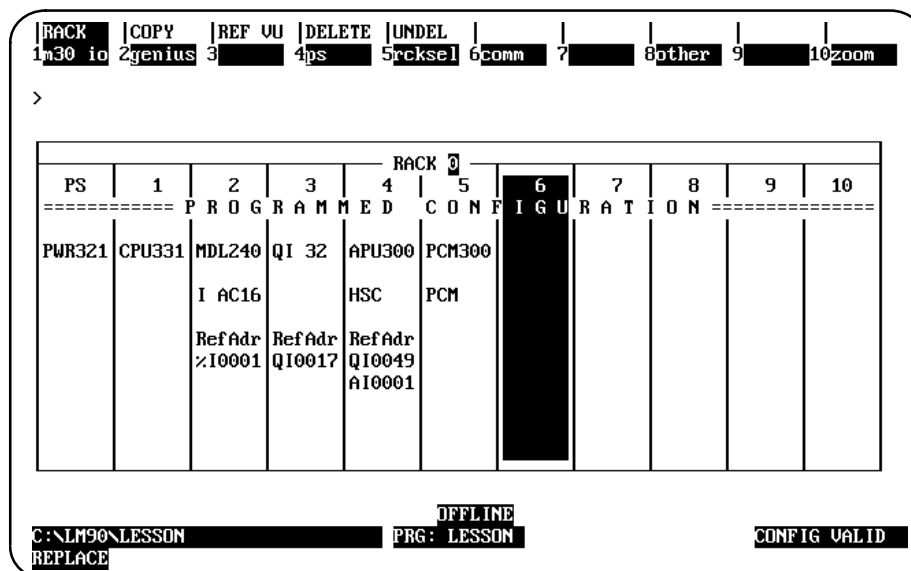 RACK |COPY |REF VU |DELETE |UNDEL | | | | |
1m30 io 2genius 3 4ps 5rcksel 6comm 7 8other 9 10zoom
>
RACK 0
PS | 1 | 2 | 3 | 4 | 5 | 6 | 7 | 8 | 9 | 10
============ P R O G R A M M E D C O N F I G U R A T I O N ==============
PWR321 CPU331 MDL240 QI 32 APU300 PCM300
I AC16 HSC PCM
RefAdr RefAdr RefAdr
%I0001 QI0017 QI0049
AI0001
OFFLINE
C:\LM90\LESSON PRG: LESSON CONFIG VALID
REPLACE